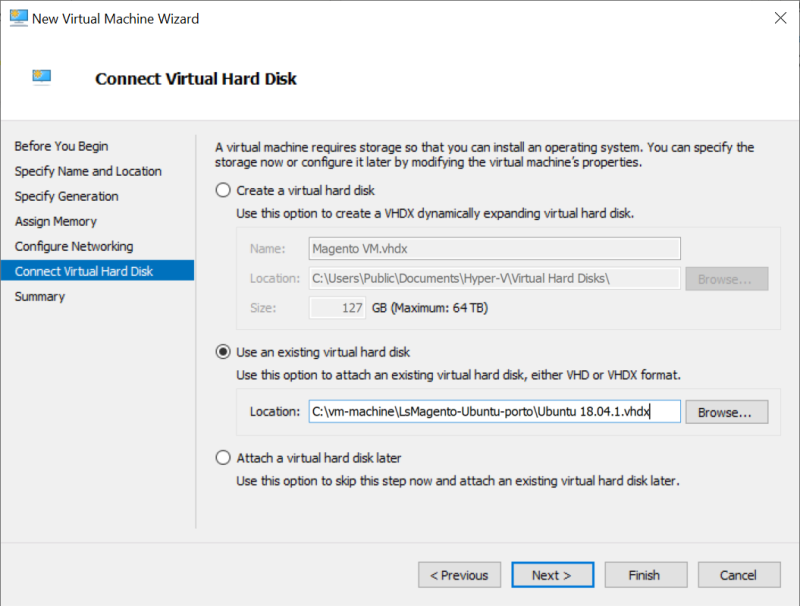 New Virtual Machine Wizard
Connect Virtual Hard Disk
Before You Begin
Specify Name and Location
Specify Generation
Assign Memory
Configure Networking
Connect Virtual Hard Disk
Summary
A virtual machine requires storage so that you can install an operating system. You can specify the
storage now or configure it later by modifying the virtual machine's properties.
Create a virtual hard disk
Use this option to create a VHDX dynamically expanding virtual hard disk.
Name: Magento VM.vhdx
Location: C:\Users\Public\Documents\Hyper-V\Virtual Hard Disks\ Browse...
Size: 127 GB (Maximum: 64 TB)
Use an existing virtual hard disk
Use this option to attach an existing virtual hard disk, either VHD or VHDX format.
Location: C:\vm-machine\LsMagento-Ubuntu-porto\Ubuntu 18.04.1.vhdx Browse...
Attach a virtual hard disk later
Use this option to skip this step now and attach an existing virtual hard disk later.
< Previous Next > Finish Cancel